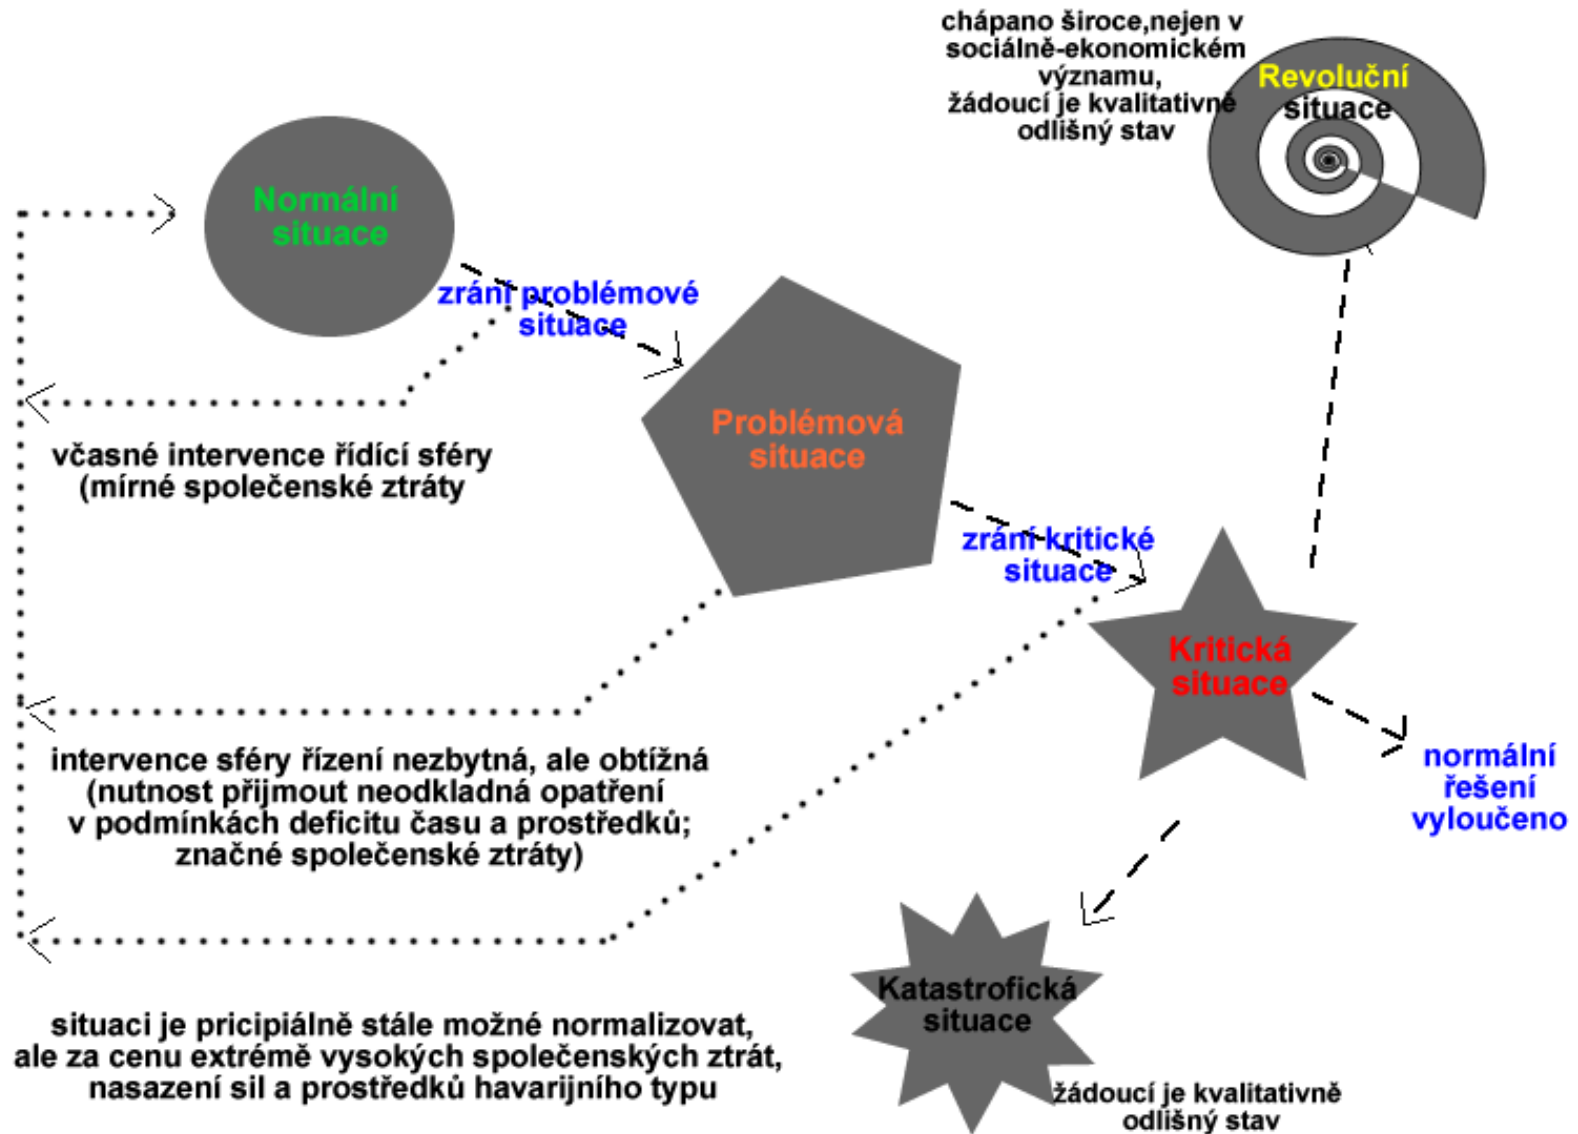 chápano široce,nejen v
sociálně-ekonomickém
významu,
žádoucí je kvalitativně
odlišný stav
Revoluční
situace
Normální
situace
zrání problémové
situace
Problémová
situace
včasné intervence řídící sféry
(mírné společenské ztráty
zrání kritické
situace
Kritická
situace
normální
řešení
vyloučeno
intervence sféry řízení nezbytná, ale obtížná
(nutnost přijmout neodkladná opatření
v podmínkách deficitu času a prostředků;
značné společenské ztráty)
Katastrofická
situace
situaci je pricipiálně stále možné normalizovat,
ale za cenu extrémě vysokých společenských ztrát,
nasazení sil a prostředků havarijního typu
žádoucí je kvalitativně
odlišný stav